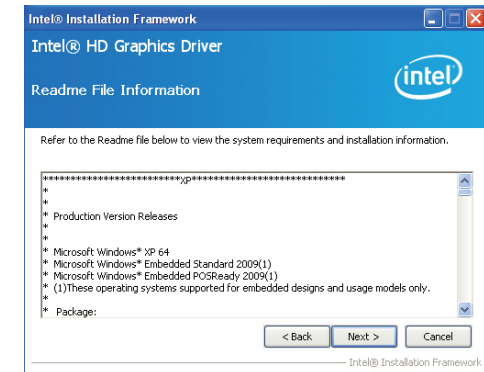 Intel® Installation Framework
Intel® HD Graphics Driver
Readme File Information
intel
Refer to the Readme file below to view the system requirements and installation information.
***************************XP******************************
*
*
* Production Version Releases
*
*
* Microsoft Windows* XP 64
* Microsoft Windows* Embedded Standard 2009(1)
* Microsoft Windows* Embedded POSReady 2009(1)
* (1)These operating systems supported for embedded designs and usage models only.
*
* Package:
< Back Next > Cancel
Intel® Installation Framework